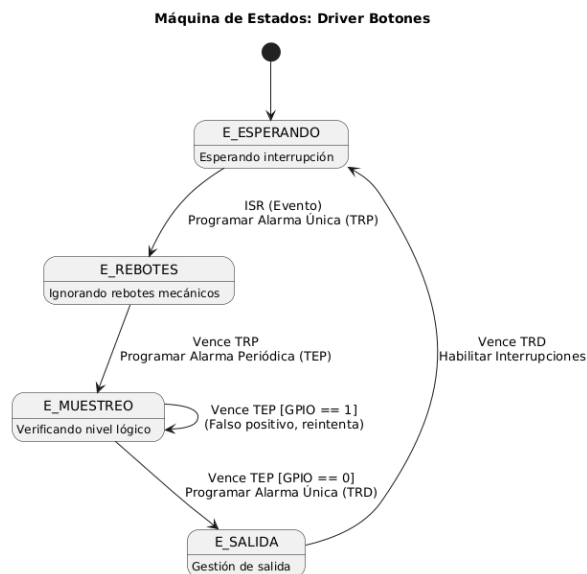 Máquina de Estados: Driver Botones
E_ESPERANDO
Esperando interrupción
ISR (Evento)
Programar Alarma Única (TRP)
E_REBOTES
Ignorando rebotes mecánicos
Vence TRP
Programar Alarma Periódica (TEP)
Vence TRD
Habilitar Interrupciones
E_MUESTREO
Verificando nivel lógico
Vence TEP [GPIO == 1]
(Falso positivo, reintenta)
Vence TEP [GPIO == 0]
Programar Alarma Única (TRD)
E_SALIDA
Gestión de salida